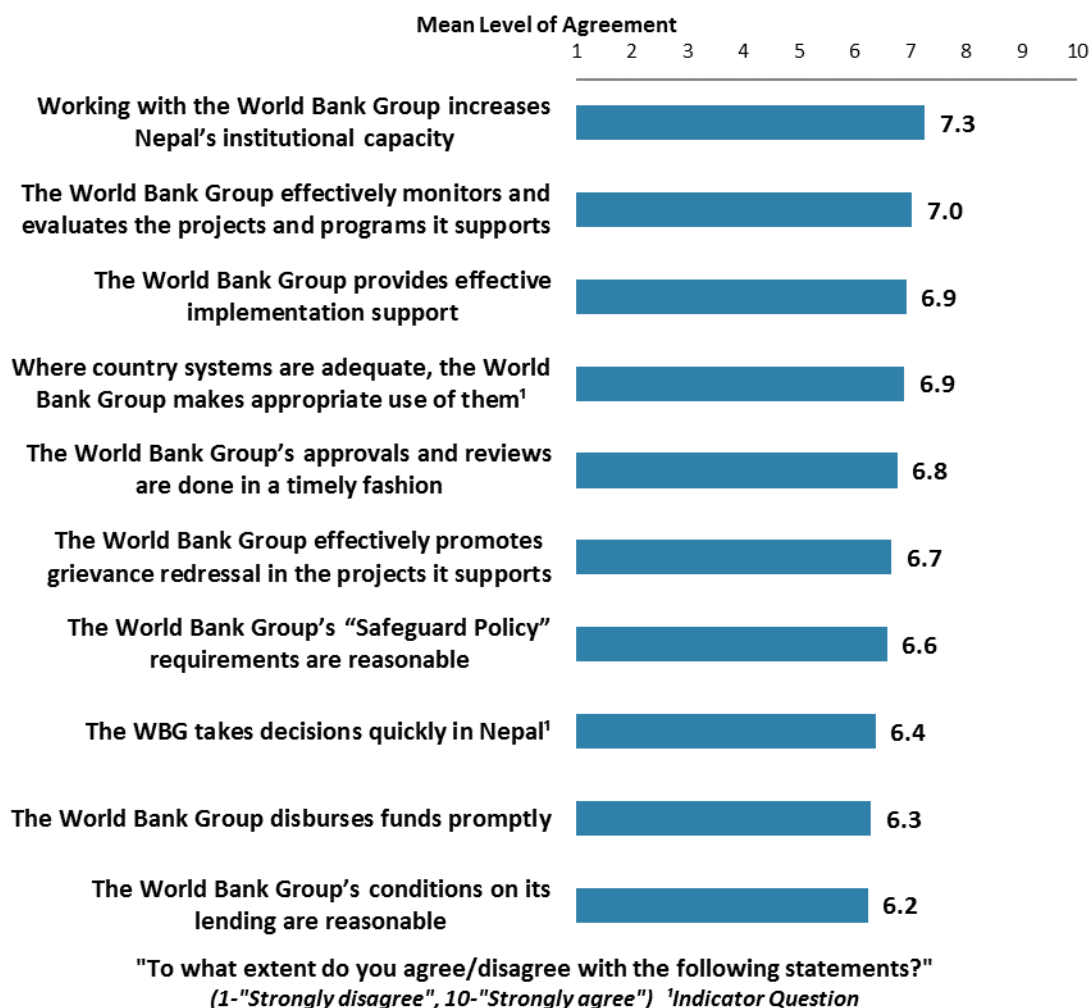 Mean Level of Agreement
1 2 3 4 5 6 7 8 9 10
Working with the World Bank Group increases
Nepal’s institutional capacity
7.3
The World Bank Group effectively monitors and
evaluates the projects and programs it supports
7.0
The World Bank Group provides effective
implementation support
6.9
Where country systems are adequate, the World
Bank Group makes appropriate use of them¹
6.9
The World Bank Group’s approvals and reviews
are done in a timely fashion
6.8
The World Bank Group effectively promotes
grievance redressal in the projects it supports
6.7
The World Bank Group’s “Safeguard Policy”
requirements are reasonable
6.6
The WBG takes decisions quickly in Nepal¹
6.4
The World Bank Group disburses funds promptly
6.3
The World Bank Group’s conditions on its
lending are reasonable
6.2
"To what extent do you agree/disagree with the following statements?"
(1-"Strongly disagree", 10-"Strongly agree") ¹Indicator Question